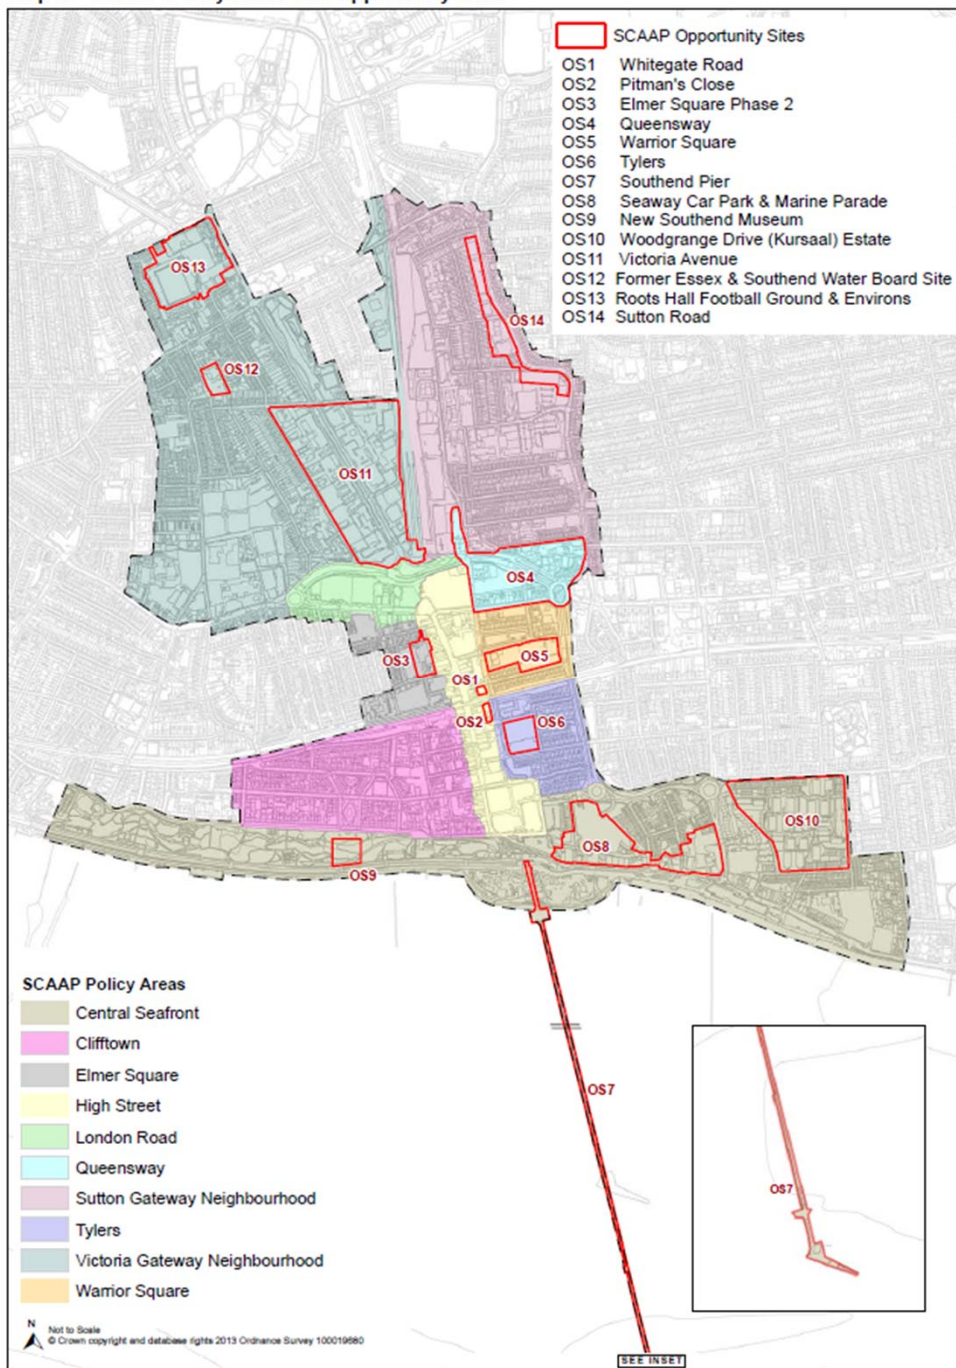 SCAAP Opportunity Sites
OS1 Whitegate Road
OS2 Pitman's Close
OS3 Elmer Square Phase 2
OS4 Queensway
OS5 Warrior Square
OS6 Tylers
OS7 Southend Pier
OS8 Seaway Car Park & Marine Parade
OS9 New Southend Museum
OS10 Woodgrange Drive (Kursaal) Estate
OS11 Victoria Avenue
OS12 Former Essex & Southend Water Board Site
OS13 Roots Hall Football Ground & Environs
OS14 Sutton Road
OS13
OS14
OS12
OS11
OS4
OS3
OS5
OS1
OS2
OS6
OS10
OS8
OS9
OS7
OS7
SCAAP Policy Areas
Central Seafront
Clifftown
Elmer Square
High Street
London Road
Queensway
Sutton Gateway Neighbourhood
Tylers
Victoria Gateway Neighbourhood
Warrior Square
N
Not to Scale
© Crown copyright and database rights 2013 Ordnance Survey 100019680
SEE INSET